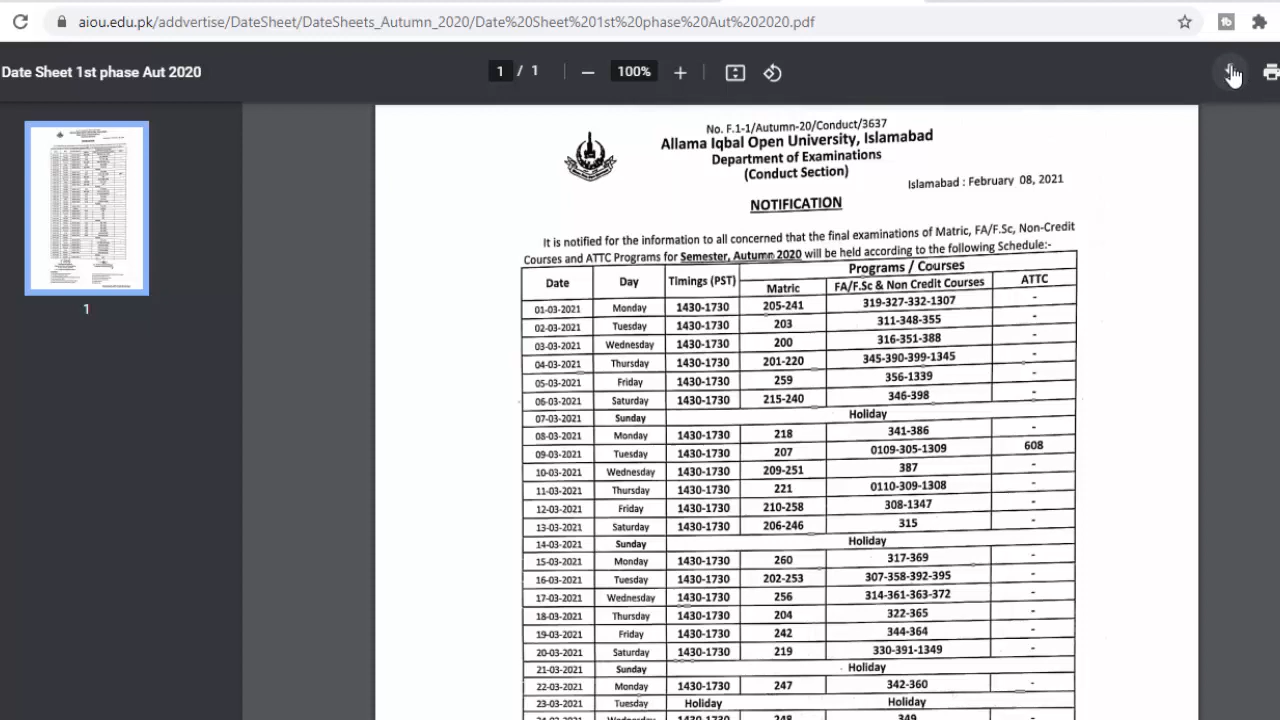 aiou.edu.pk/addvertise/DateSheet/DateSheets_Autumn_2020/Date%20Sheet%201st%20phase%20Aut%202020.pdf
Date Sheet 1st phase Aut 2020
1 / 1
100%
1
No. F.1-1/Autumn-20/Conduct/3637
Allama Iqbal Open University, Islamabad
Department of Examinations
(Conduct Section)
Islamabad : February 08, 2021
NOTIFICATION
It is notified for the information to all concerned that the final examinations of Matric, FA/F.Sc, Non-Credit
Courses and ATTC Programs for Semester, Autumn 2020 will be held according to the following Schedule:-
Date Day Timings (PST) Programs / Courses
Matric FA/F.Sc & Non Credit Courses ATTC
01-03-2021 Monday 1430-1730 205-241 319-327-332-1307 -
02-03-2021 Tuesday 1430-1730 203 311-348-355 -
03-03-2021 Wednesday 1430-1730 200 316-351-388 -
04-03-2021 Thursday 1430-1730 201-220 345-390-399-1345 -
05-03-2021 Friday 1430-1730 259 356-1339 -
06-03-2021 Saturday 1430-1730 215-240 346-398 -
07-03-2021 Sunday Holiday
08-03-2021 Monday 1430-1730 218 341-386 -
09-03-2021 Tuesday 1430-1730 207 0109-305-1309 608
10-03-2021 Wednesday 1430-1730 209-251 387 -
11-03-2021 Thursday 1430-1730 221 0110-309-1308 -
12-03-2021 Friday 1430-1730 210-258 308-1347 -
13-03-2021 Saturday 1430-1730 206-246 315 -
14-03-2021 Sunday Holiday
15-03-2021 Monday 1430-1730 260 317-369 -
16-03-2021 Tuesday 1430-1730 202-253 307-358-392-395 -
17-03-2021 Wednesday 1430-1730 256 314-361-363-372 -
18-03-2021 Thursday 1430-1730 204 322-365 -
19-03-2021 Friday 1430-1730 242 344-364 -
20-03-2021 Saturday 1430-1730 219 330-391-1349 -
21-03-2021 Sunday Holiday
22-03-2021 Monday 1430-1730 247 342-360 -
23-03-2021 Tuesday Holiday Holiday
Wednesday 1430-1730 248 349